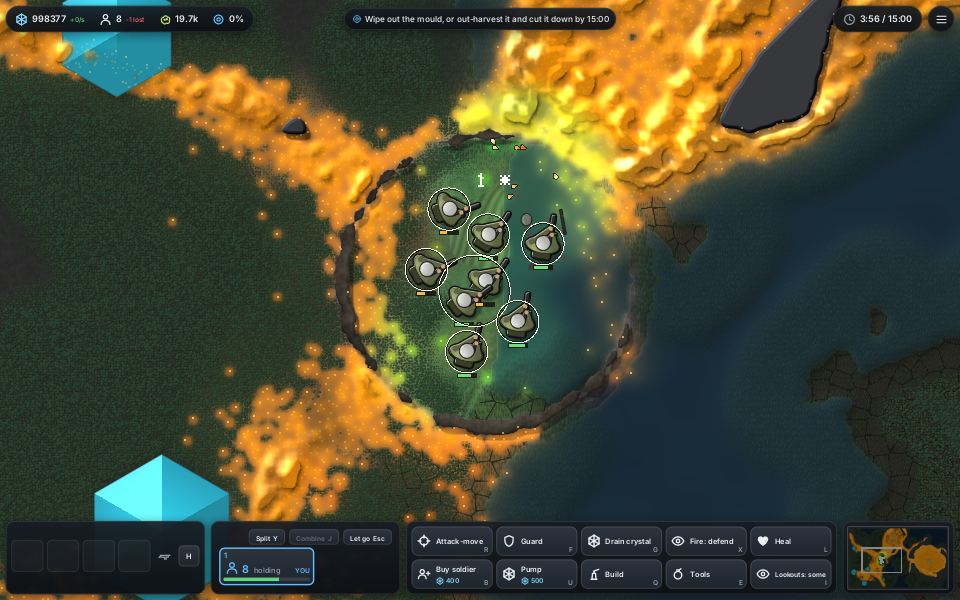 998377 +0/s 8 -1 lost 19.7k 0%
Wipe out the mould, or out-harvest it and cut it down by 15:00
3:56 / 15:00
1
H
Split Y Combine J Let go Esc
1
8 holding YOU
Attack-move R
Guard F
Drain crystal G
Fire: defend X
Heal L
Buy soldier 400 B
Pump 500 U
Build Q
Tools E
Lookouts: some I